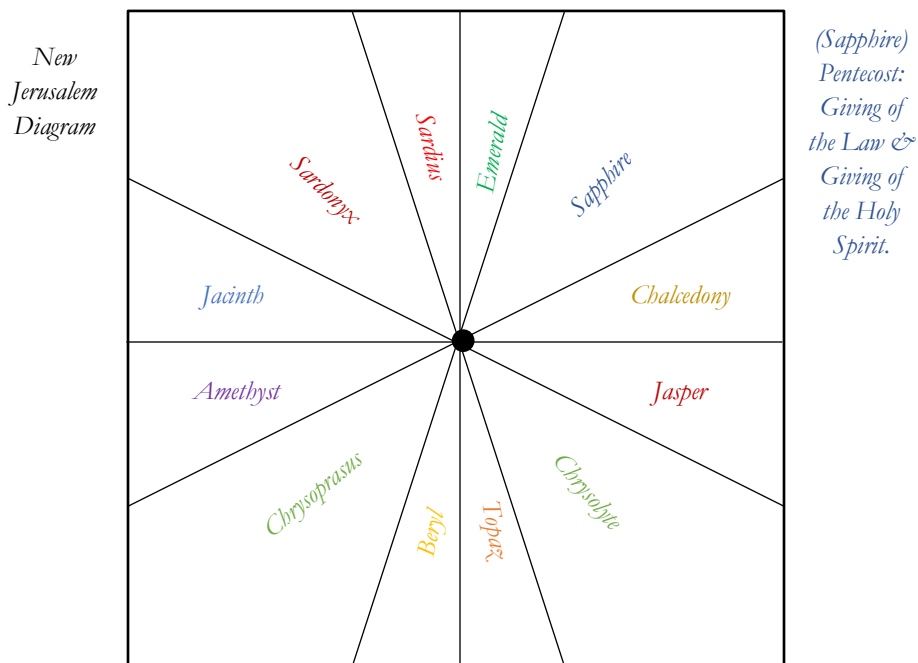 New
Jerusalem
Diagram
(Sapphire)
Pentecost:
Giving of
the Law &
Giving of
the Holy
Spirit.
Sardius
Emerald
Sardonyx
Sapphire
Jacinth
Chalcedony
Amethyst
Jasper
Chrysoprasus
Beryl
Topaz
Chrysolyte